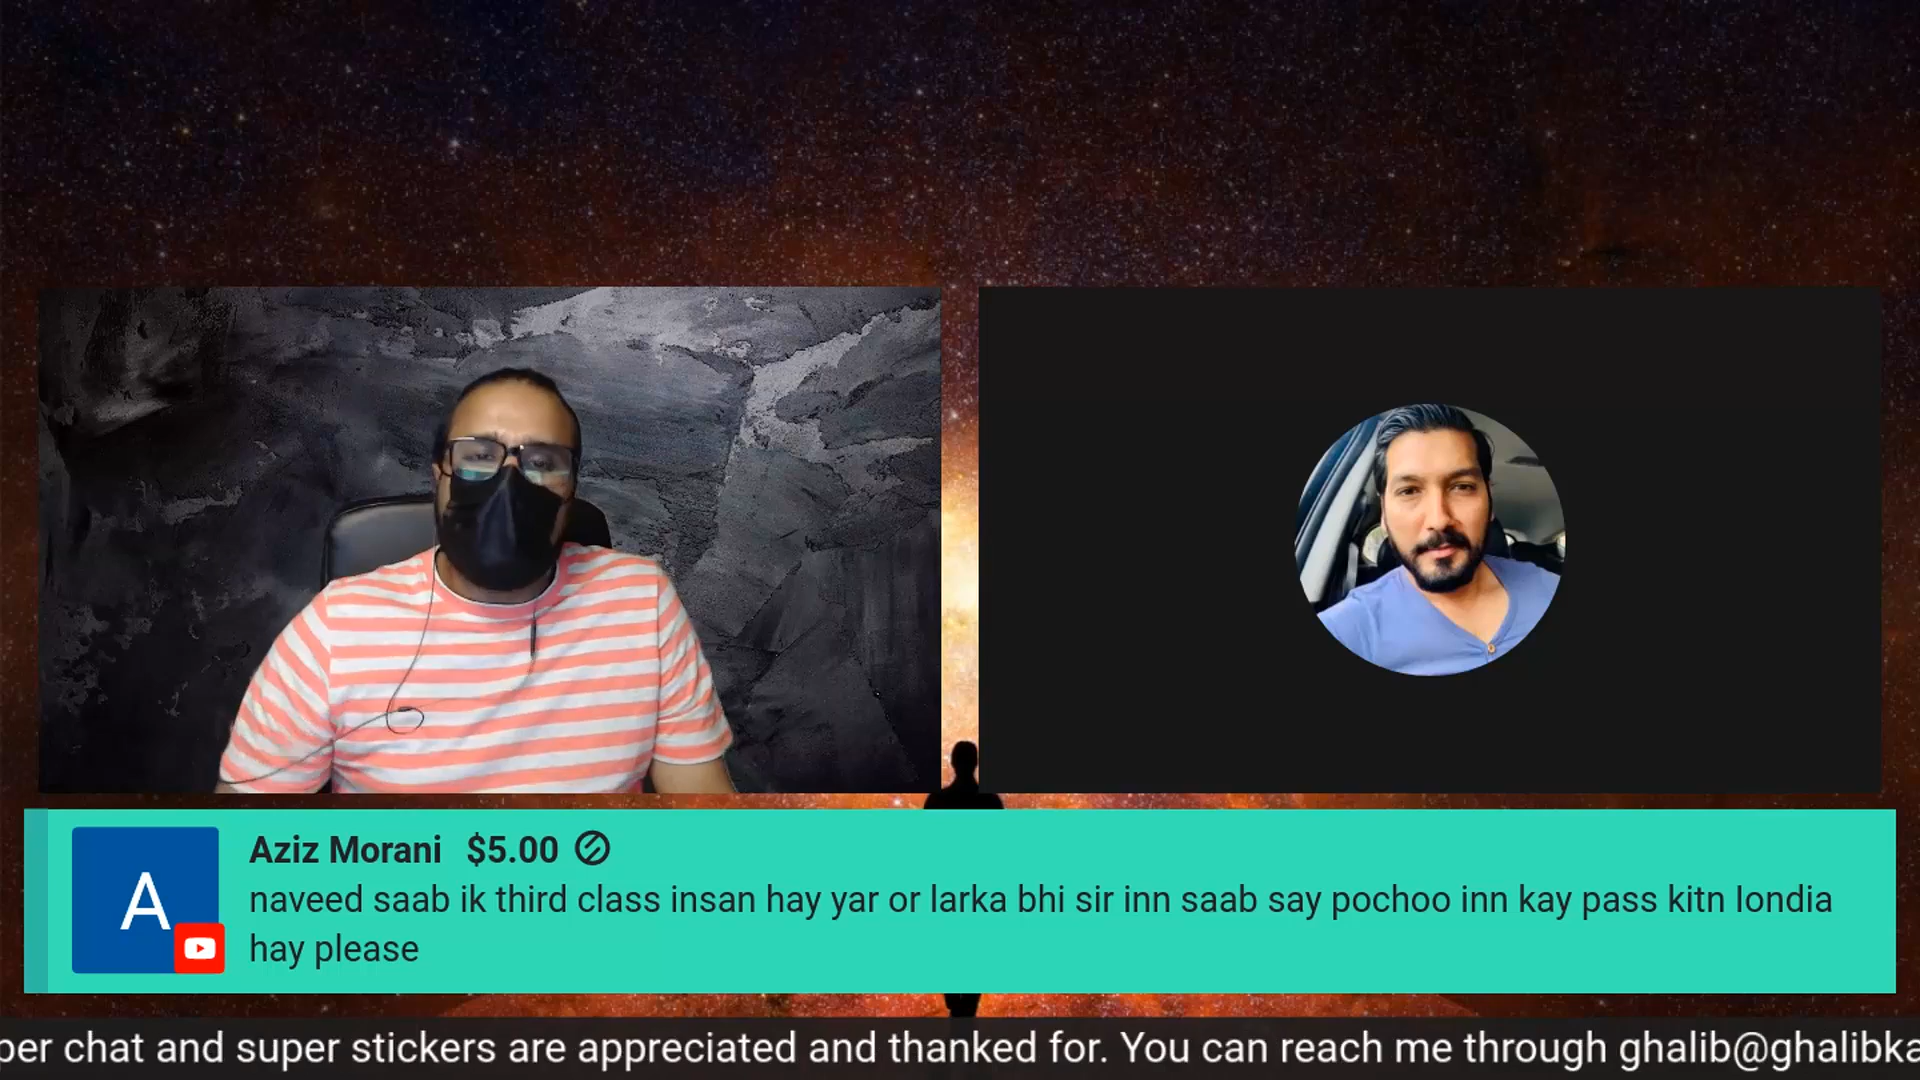 A
Aziz Morani $5.00
naveed saab ik third class insan hay yar or larka bhi sir inn saab say pochoo inn kay pass kitn londia
hay please
per chat and super stickers are appreciated and thanked for. You can reach me through ghalib@ghalibka